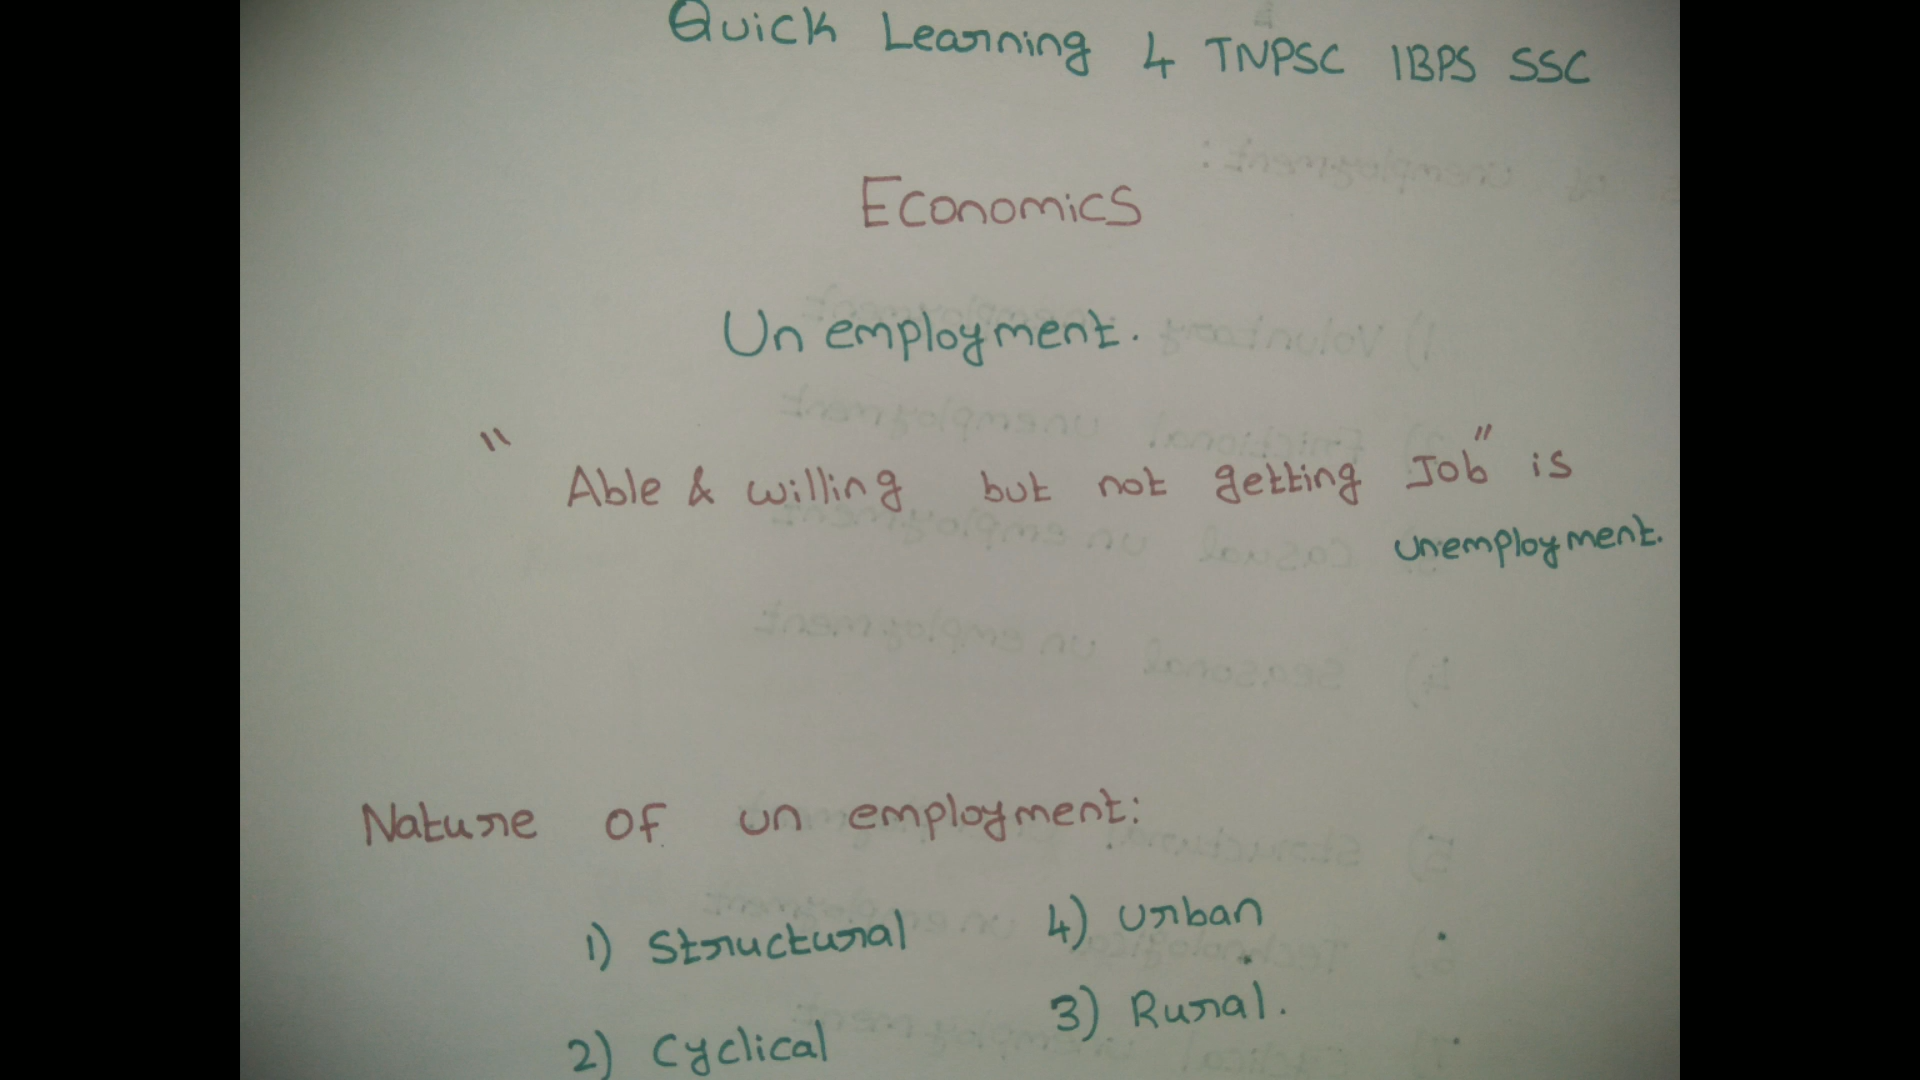 Quick Learning 4 TNPSC IBPS SSC
Economics
Un employment.
" Able & willing but not getting Job" is
unemployment.
Nature of un employment:
1) Structural 4) urban
2) Cyclical 3) Rural.